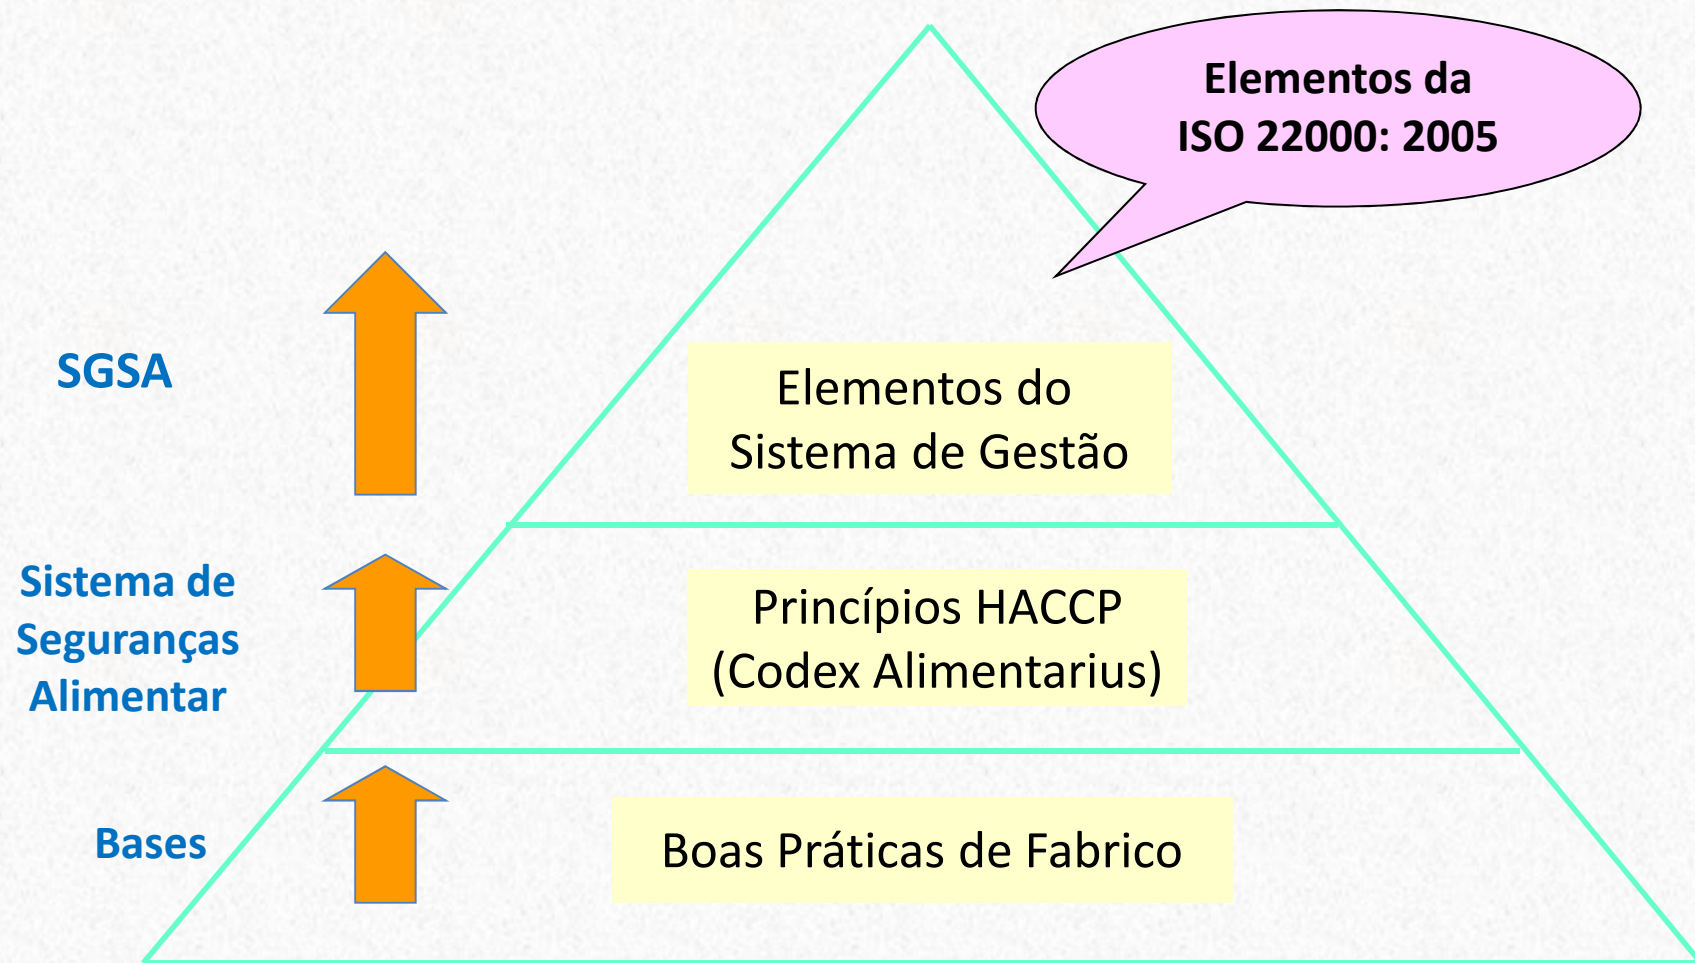 Elementos da
ISO 22000: 2005
SGSA
Elementos do
Sistema de Gestão
Sistema de
Seguranças
Alimentar
Princípios HACCP
(Codex Alimentarius)
Bases
Boas Práticas de Fabrico